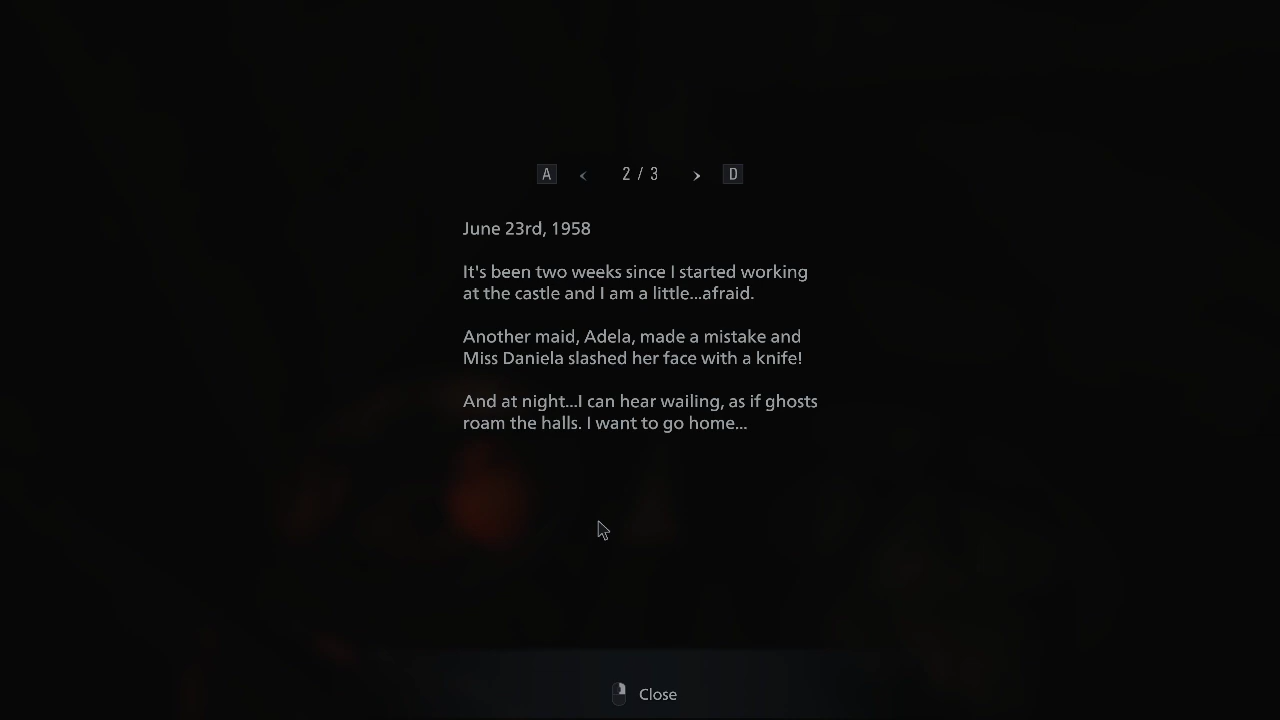 A < 2 / 3 > D
June 23rd, 1958
It's been two weeks since I started working
at the castle and I am a little...afraid.
Another maid, Adela, made a mistake and
Miss Daniela slashed her face with a knife!
And at night...I can hear wailing, as if ghosts
roam the halls. I want to go home...
Close